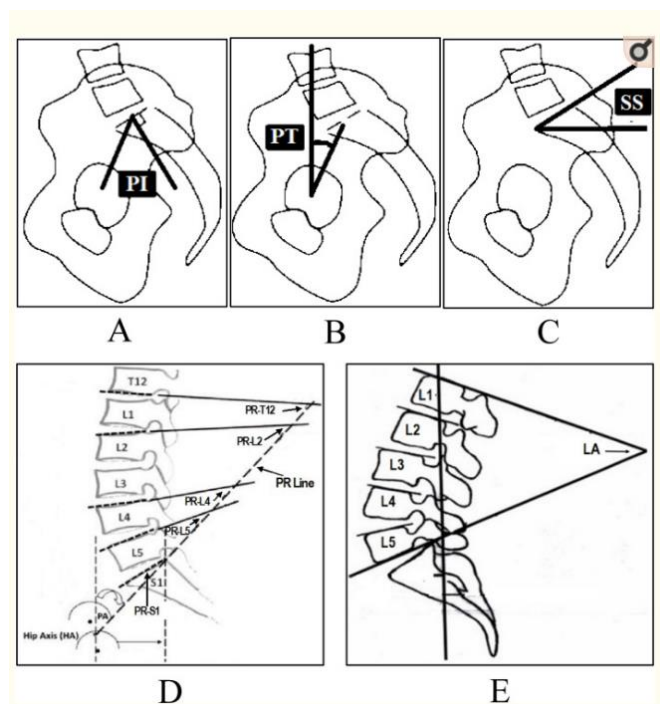 PI
PT
SS
A
B
C
T12
L1
L2
L3
L4
L5
S1
PR-T12
PR-L2
PR Line
PR-L4
PR-L5
PR-S1
PA
Hip Axis (HA)
L1
L2
L3
L4
L5
LA
D
E